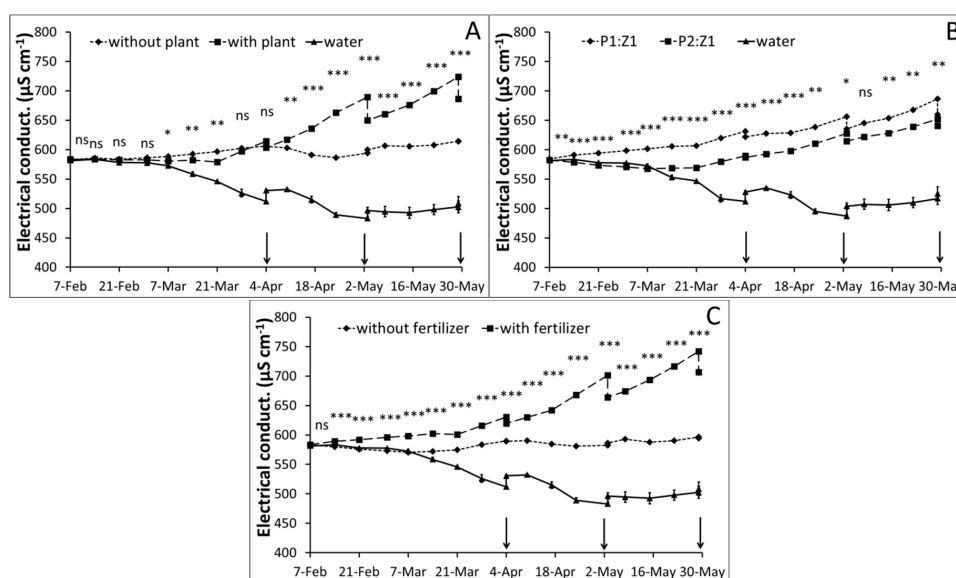 A
without plant with plant water
Electrical conduct. (µS cm-1)
800
750
700
650
600
550
500
450
400
ns ns ns ns * ** ** ns ns ** *** *** *** *** *** *** ***
7-Feb 21-Feb 7-Mar 21-Mar 4-Apr 18-Apr 2-May 16-May 30-May
B
P1:Z1 P2:Z1 water
Electrical conduct. (µS cm-1)
800
750
700
650
600
550
500
450
400
** *** *** *** *** *** *** *** *** *** *** ** * ns ** ** **
7-Feb 21-Feb 7-Mar 21-Mar 4-Apr 18-Apr 2-May 16-May 30-May
C
without fertilizer with fertilizer
Electrical conduct. (µS cm-1)
800
750
700
650
600
550
500
450
400
ns *** *** *** *** *** *** *** *** *** *** *** *** *** *** *** ***
7-Feb 21-Feb 7-Mar 21-Mar 4-Apr 18-Apr 2-May 16-May 30-May